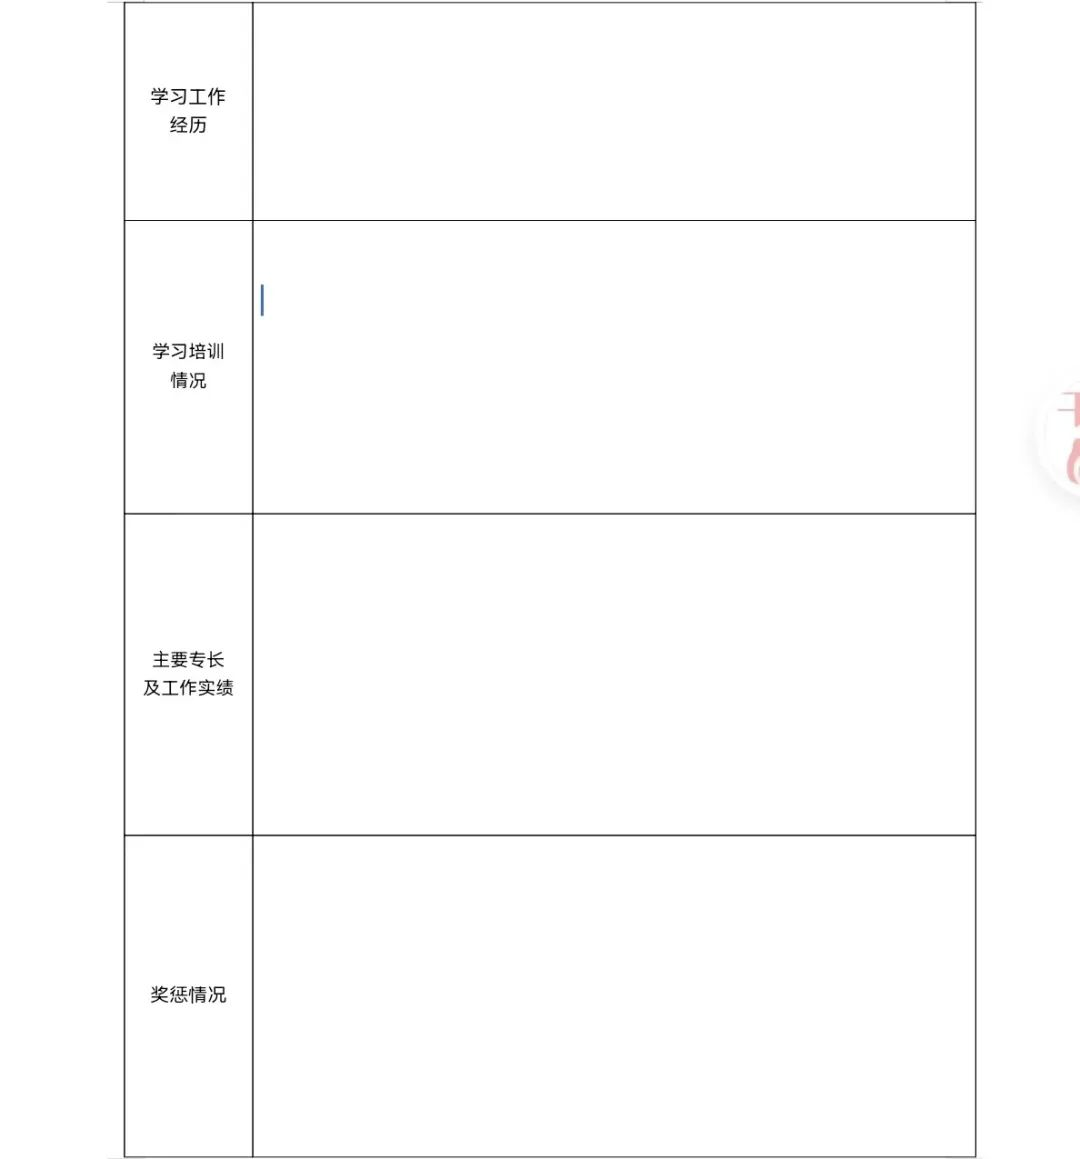 学习工作
经历
学习培训
情况
主要专长
及工作实绩
奖惩情况